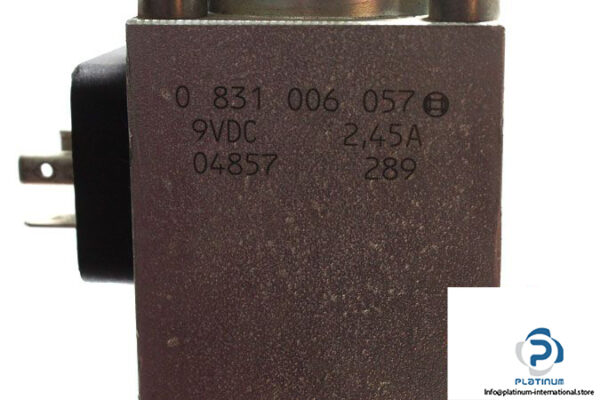 0 831 006 057
9VDC 2,45A
04857 289
PLATINUM
Info@platinum-international.store